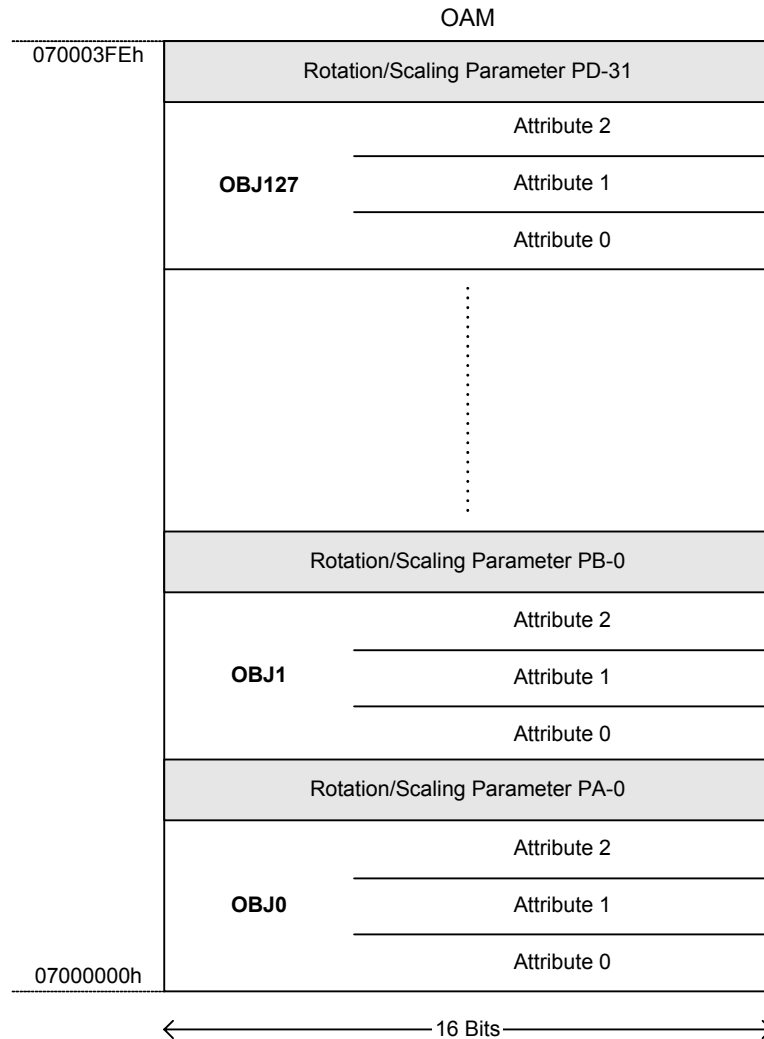 OAM
070003FEh
Rotation/Scaling Parameter PD-31
Attribute 2
OBJ127
Attribute 1
Attribute 0
Rotation/Scaling Parameter PB-0
Attribute 2
OBJ1
Attribute 1
Attribute 0
Rotation/Scaling Parameter PA-0
Attribute 2
OBJ0
Attribute 1
Attribute 0
07000000h
16 Bits